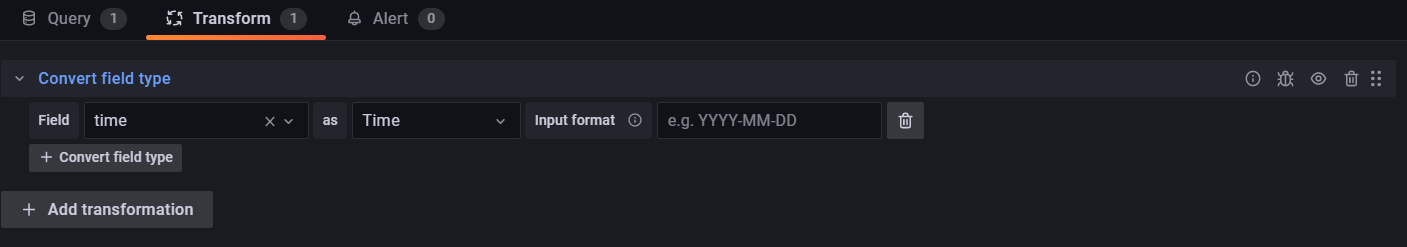 Query 1 Transform 1 Alert 0
Convert field type
Field time as Time Input format e.g. YYYY-MM-DD
+ Convert field type
+ Add transformation